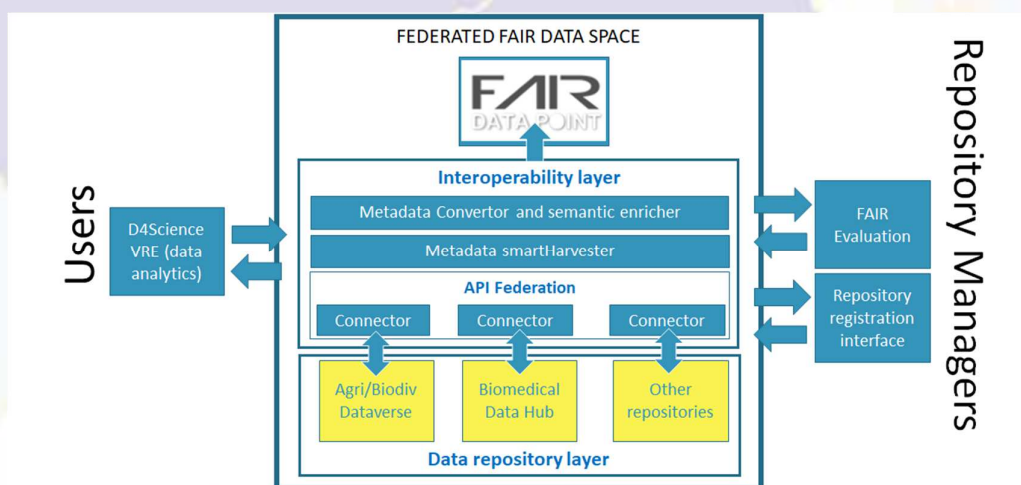 FEDERATED FAIR DATA SPACE
FAIR
DATA POINT
Interoperability layer
Metadata Convertor and semantic enricher
Metadata smartHarvester
API Federation
Connector
Connector
Connector
Agri/Biodiv
Dataverse
Biomedical
Data Hub
Other
repositories
Data repository layer
Users
D4Science
VRE (data
analytics)
FAIR
Evaluation
Repository
registration
interface
Repository Managers